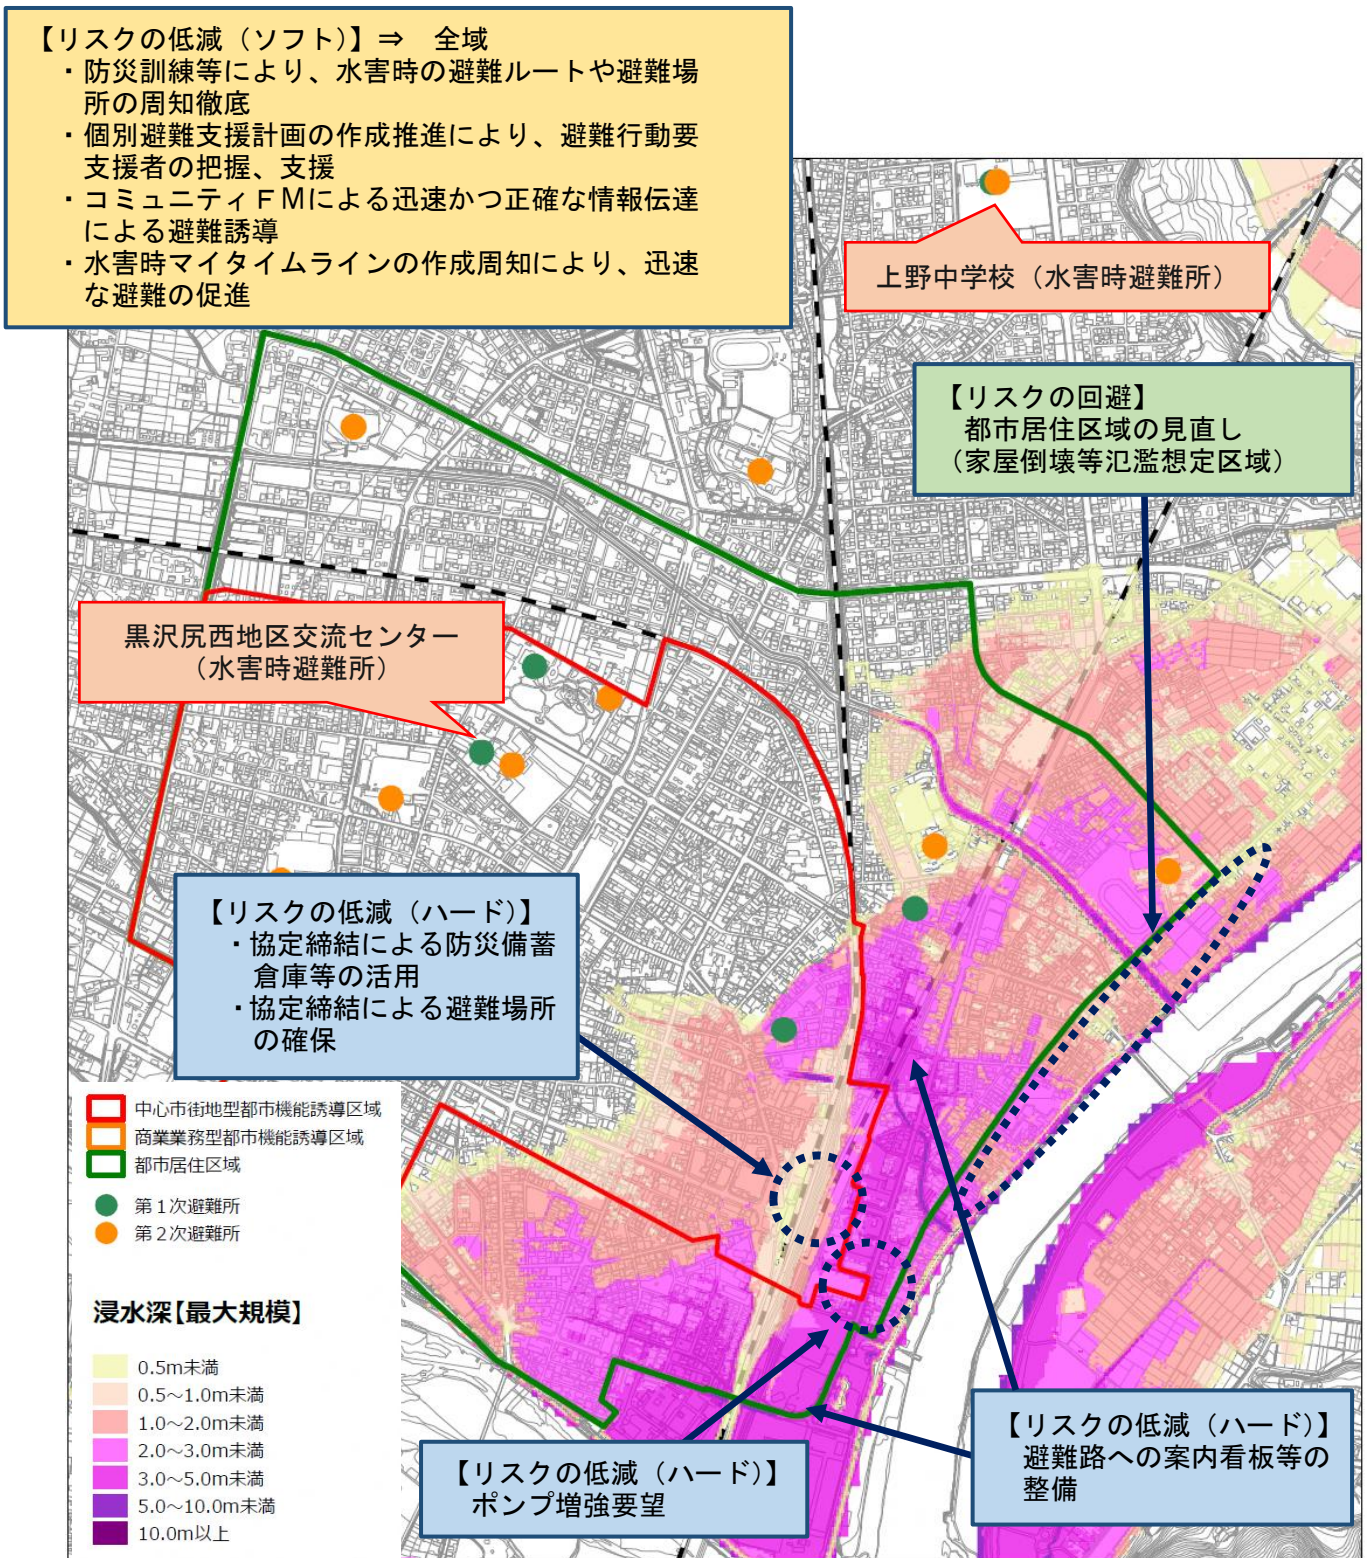 【リスクの低減（ソフト）】⇒　全域
・防災訓練等により、水害時の避難ルートや避難場
所の周知徹底
・個別避難支援計画の作成推進により、避難行動要
支援者の把握、支援
・コミュニティＦＭによる迅速かつ正確な情報伝達
による避難誘導
・水害時マイタイムラインの作成周知により、迅速
な避難の促進
上野中学校（水害時避難所）
【リスクの回避】
都市居住区域の見直し
（家屋倒壊等氾濫想定区域）
黒沢尻西地区交流センター
（水害時避難所）
【リスクの低減（ハード）】
・協定締結による防災備蓄
倉庫等の活用
・協定締結による避難場所
の確保
中心市街地型都市機能誘導区域
商業業務型都市機能誘導区域
都市居住区域
第１次避難所
第２次避難所
浸水深【最大規模】
0.5m未満
0.5～1.0m未満
1.0～2.0m未満
2.0～3.0m未満
3.0～5.0m未満
5.0～10.0m未満
10.0m以上
【リスクの低減（ハード）】
ポンプ増強要望
【リスクの低減（ハード）】
避難路への案内看板等の
整備